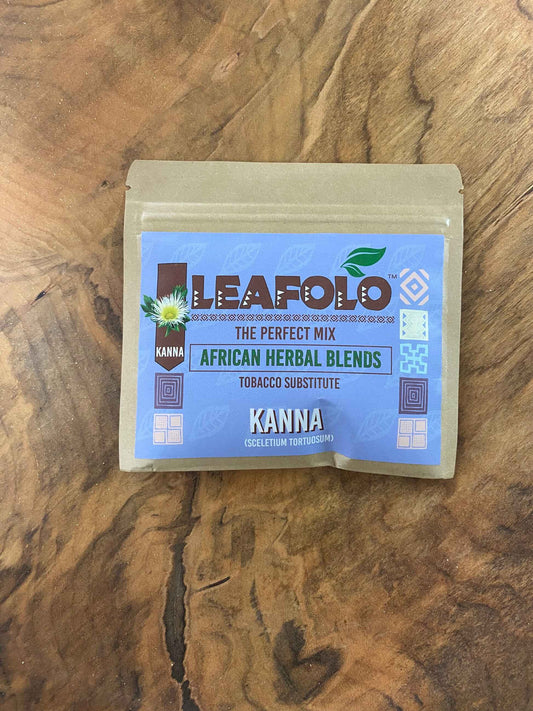 LEAFOLO™
THE PERFECT MIX
KANNA
AFRICAN HERBAL BLENDS
TOBACCO SUBSTITUTE
KANNA
(SCELETIUM TORTUOSUM)